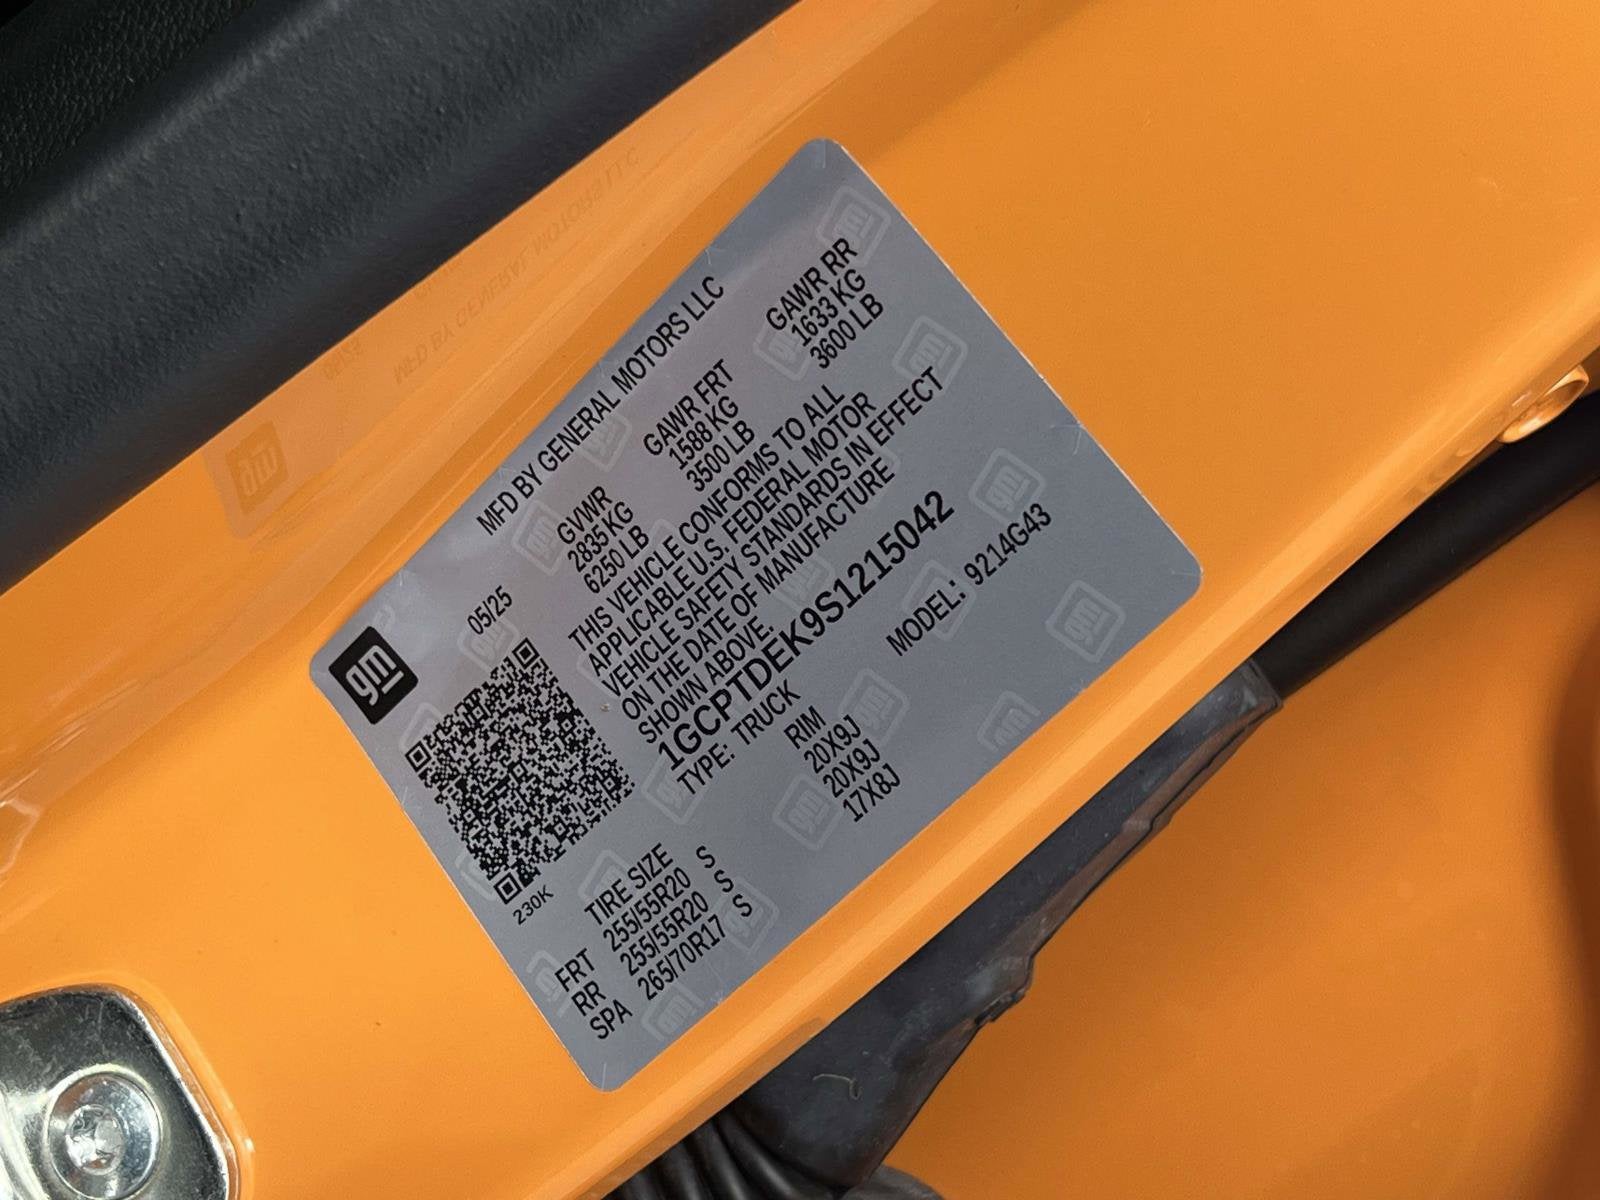 gm
MFD BY GENERAL MOTORS LLC
05/25
GVWR GAWR FRT GAWR RR
2835 KG 1588 KG 1633 KG
6250 LB 3500 LB 3600 LB
THIS VEHICLE CONFORMS TO ALL
APPLICABLE U.S. FEDERAL MOTOR
VEHICLE SAFETY STANDARDS IN EFFECT
ON THE DATE OF MANUFACTURE
SHOWN ABOVE.
1GCPTDEK9S1215042
TYPE: TRUCK MODEL: 9214G43
230K
TIRE SIZE RIM
FRT 255/55R20 S 20X9J
RR 255/55R20 S 20X9J
SPA 265/70R17 S 17X8J